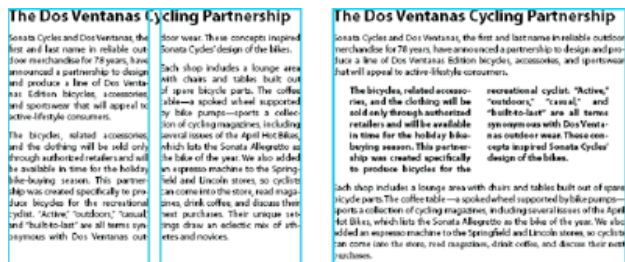 The Dos Ventanas Cycling Partnership
Sonata Cycles and Dos Ventanas, the
first and last name in reliable out-
door merchandise for 78 years, have
announced a partnership to design
and produce a line of Dos Venta-
nas Edition bicycles, accessories,
and sportswear that will appeal to
active-lifestyle consumers.
The bicycles, related accessories,
and the clothing will be sold only
through authorized retailers and will
be available in time for the holiday
bike-buying season. This partner-
ship was created specifically to pro-
duce bicycles for the recreational
cyclist. "Active," "outdoors," "casual,"
and "built-to-last" are all terms syn-
onymous with Dos Ventanas out-
door wear. These concepts inspired
Sonata Cycles' design of the bikes.
Each shop includes a lounge area
with chairs and tables built out
of spare bicycle parts. The coffee
table—a spoked wheel supported
by bike pumps—sports a collec-
tion of cycling magazines, including
several issues of the April Hot Bikes,
which lists the Sonata Allegretto as
the bike of the year. We also added
an espresso machine to the Spring-
field and Lincoln stores, so cyclists
can come into the store, read maga-
zines, drink coffee, and discuss their
next purchases. Their unique set-
tings draw an eclectic mix of ath-
letes and novices.
The Dos Ventanas Cycling Partnership
Sonata Cycles and Dos Ventanas, the first and last name in reliable outdoor
merchandise for 78 years, have announced a partnership to design and pro-
duce a line of Dos Ventanas Edition bicycles, accessories, and sportswear
that will appeal to active-lifestyle consumers.
The bicycles, related accesso-
ries, and the clothing will be
sold only through authorized
retailers and will be available
in time for the holiday bike-
buying season. This partner-
ship was created specifically
to produce bicycles for the
recreational cyclist. "Active,"
"outdoors," "casual," and
"built-to-last" are all terms
synonymous with Dos Venta-
nas outdoor wear. These con-
cepts inspired Sonata Cycles'
design of the bikes.
Each shop includes a lounge area with chairs and tables built out of spare
bicycle parts. The coffee table—a spoked wheel supported by bike pumps—
sports a collection of cycling magazines, including several issues of the April
Hot Bikes, which lists the Sonata Allegretto as the bike of the year. We also
added an espresso machine to the Springfield and Lincoln stores, so cyclists
can come into the store, read magazines, drink coffee, and discuss their next
purchases.